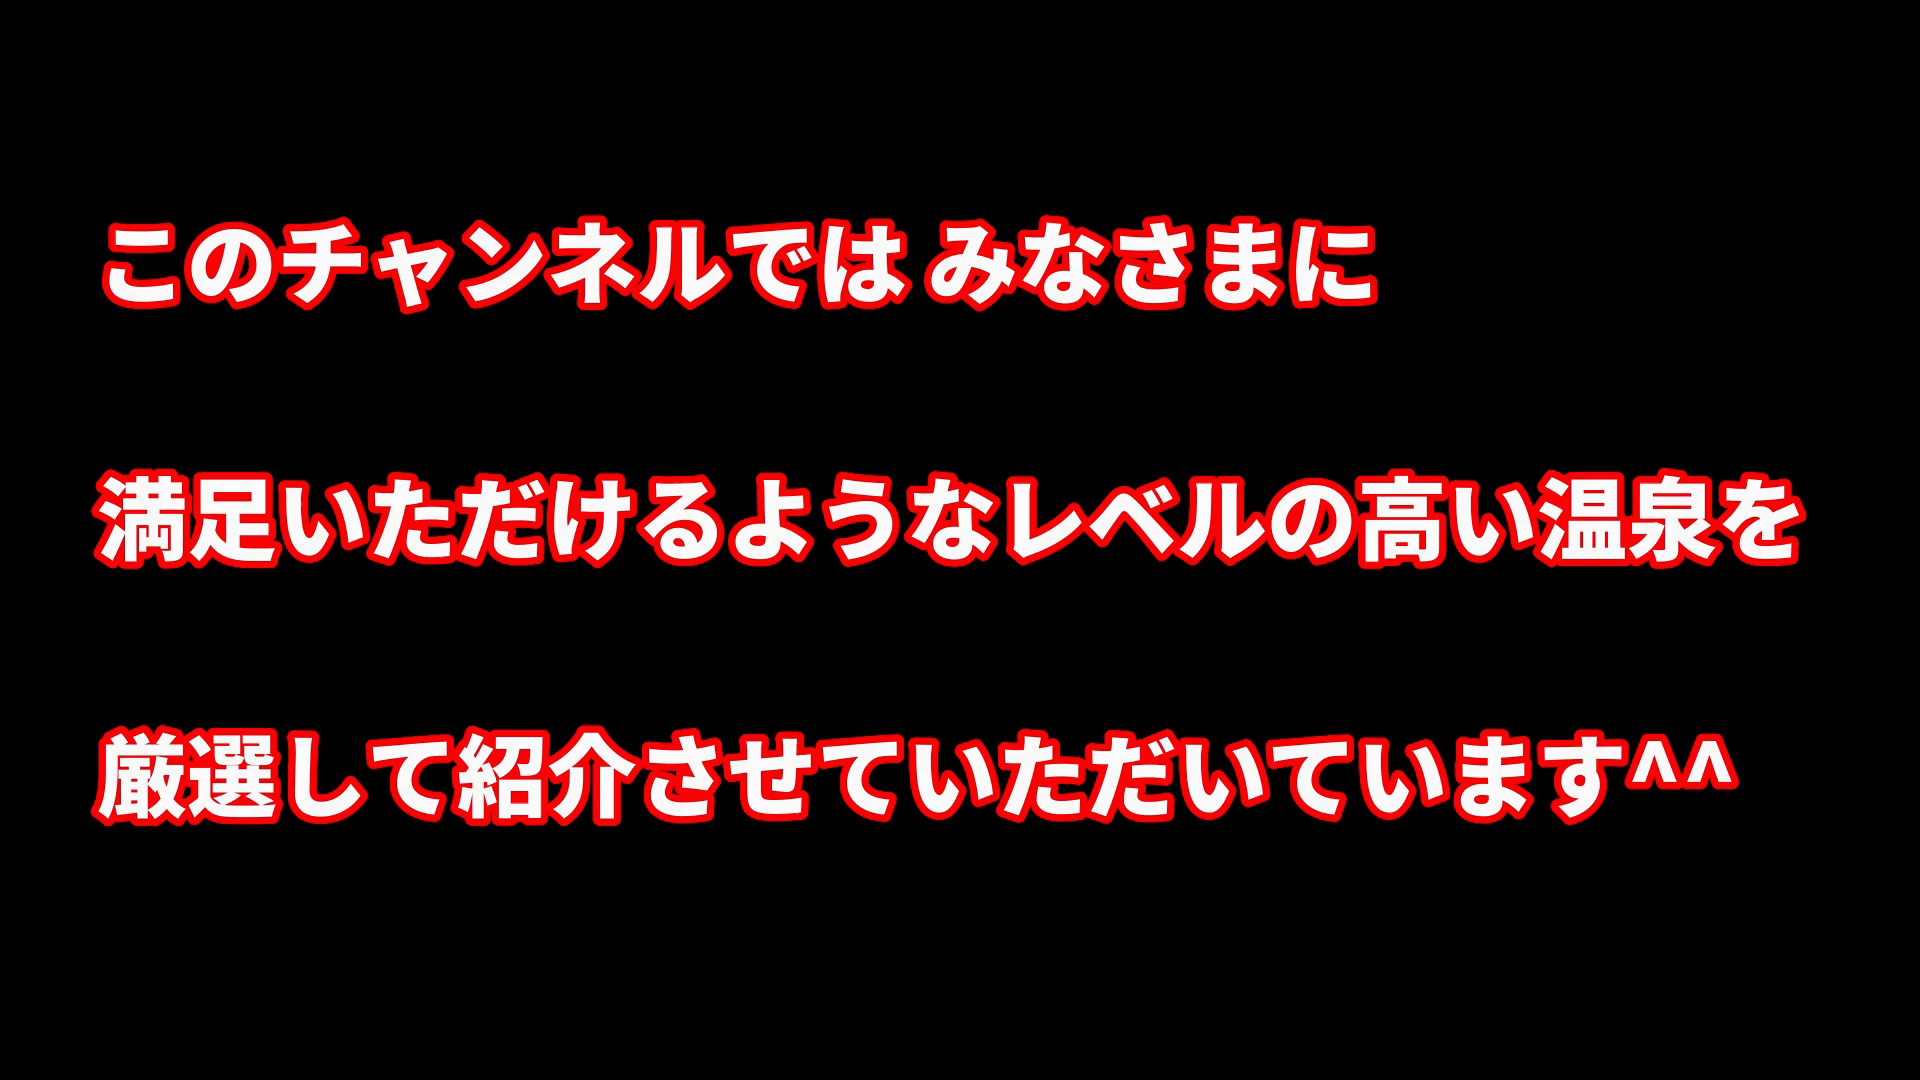 このチャンネルでは みなさまに
満足いただけるようなレベルの高い温泉を
厳選して紹介させていただいています^^